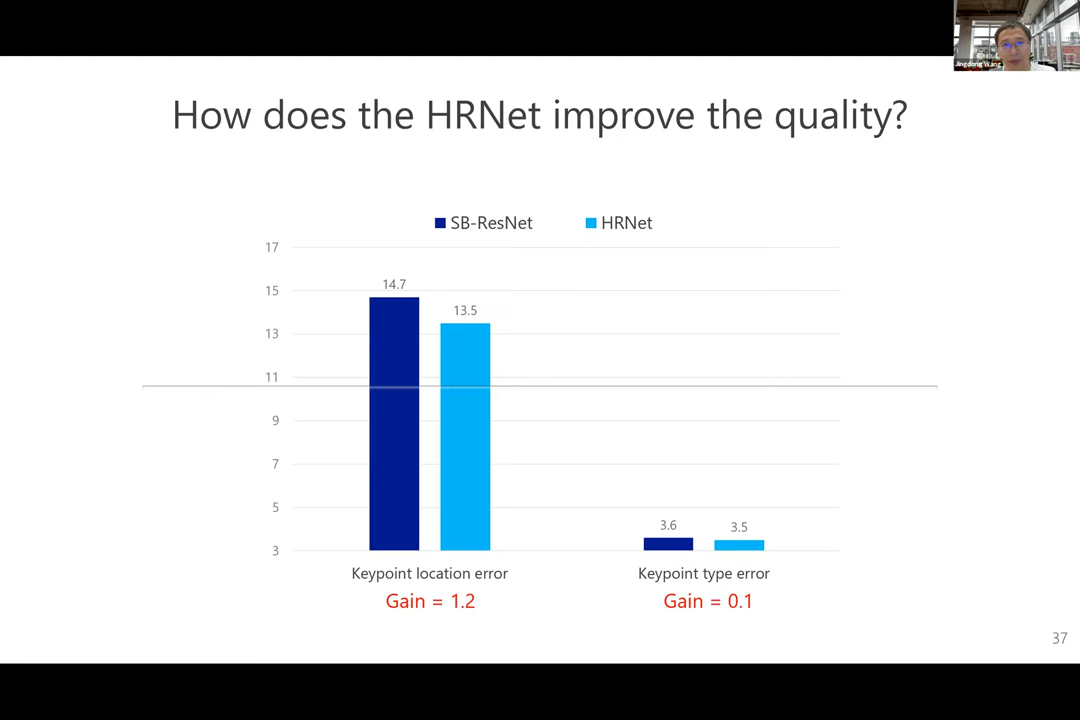 Jingdong Wang
How does the HRNet improve the quality?
SB-ResNet HRNet
17
15
13
11
9
7
5
3
14.7
13.5
3.6
3.5
Keypoint location error
Keypoint type error
Gain = 1.2
Gain = 0.1
37